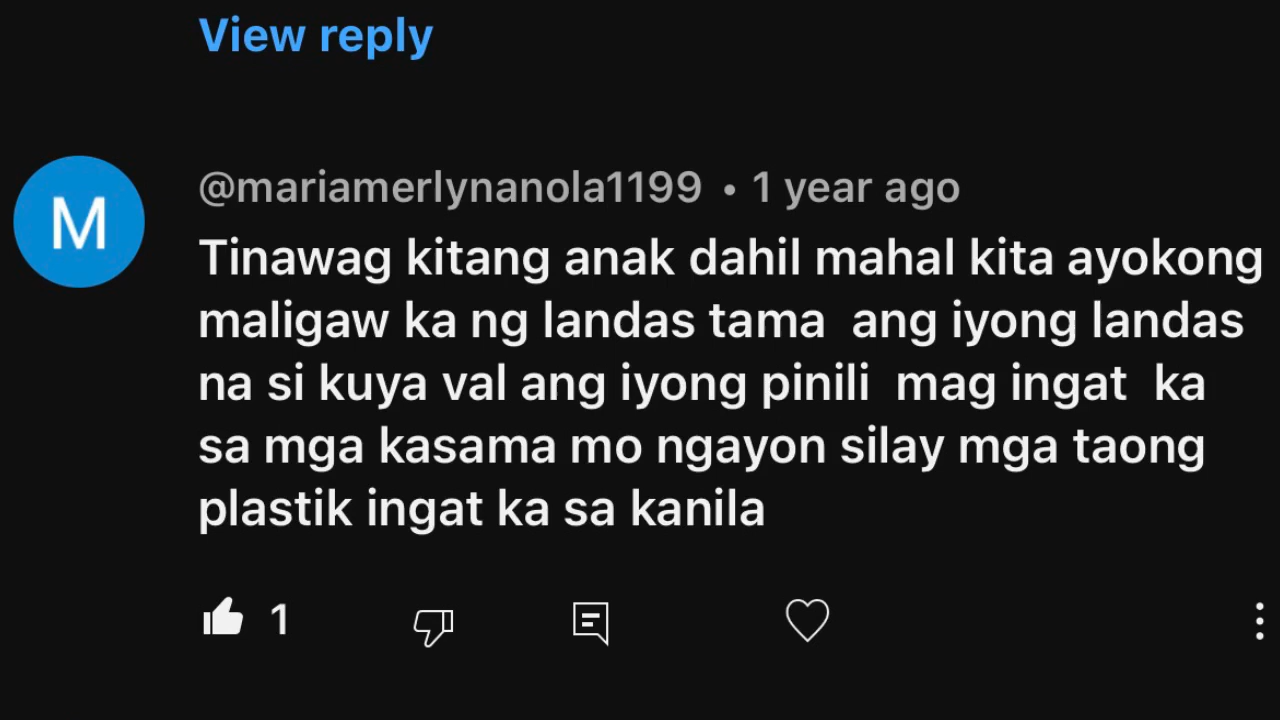 View reply
M
@mariamerlynanola1199 • 1 year ago
Tinawag kitang anak dahil mahal kita ayokong
maligaw ka ng landas tama  ang iyong landas
na si kuya val ang iyong pinili  mag ingat  ka
sa mga kasama mo ngayon silay mga taong
plastik ingat ka sa kanila
1